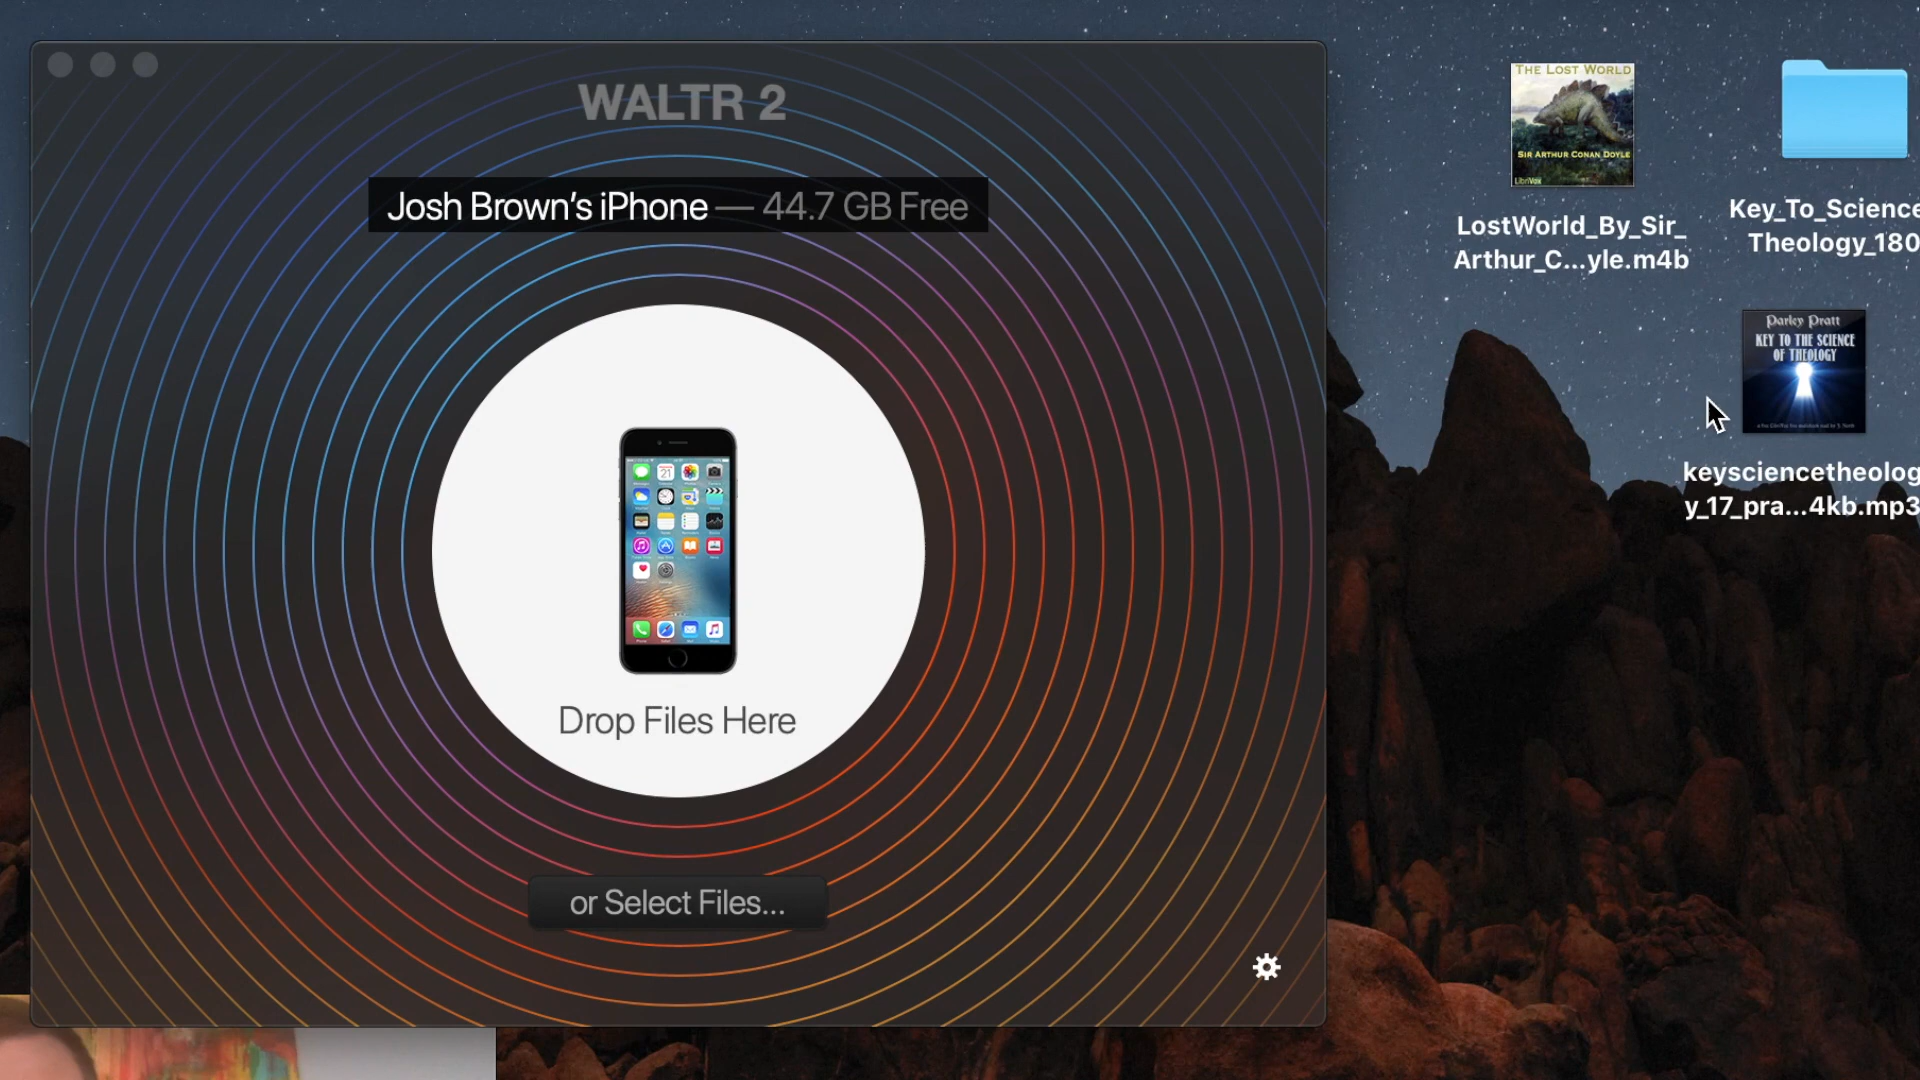 WALTR 2
Josh Brown's iPhone — 44.7 GB Free
Drop Files Here
or Select Files...
THE LOST WORLD
SIR ARTHUR CONAN DOYLE
LibriVox
LostWorld_By_Sir_
Arthur_C...yle.m4b
Key_To_Science
Theology_180
Parley Pratt
KEY TO THE SCIENCE
OF THEOLOGY
keysciencetheolog
y_17_pra...4kb.mp3